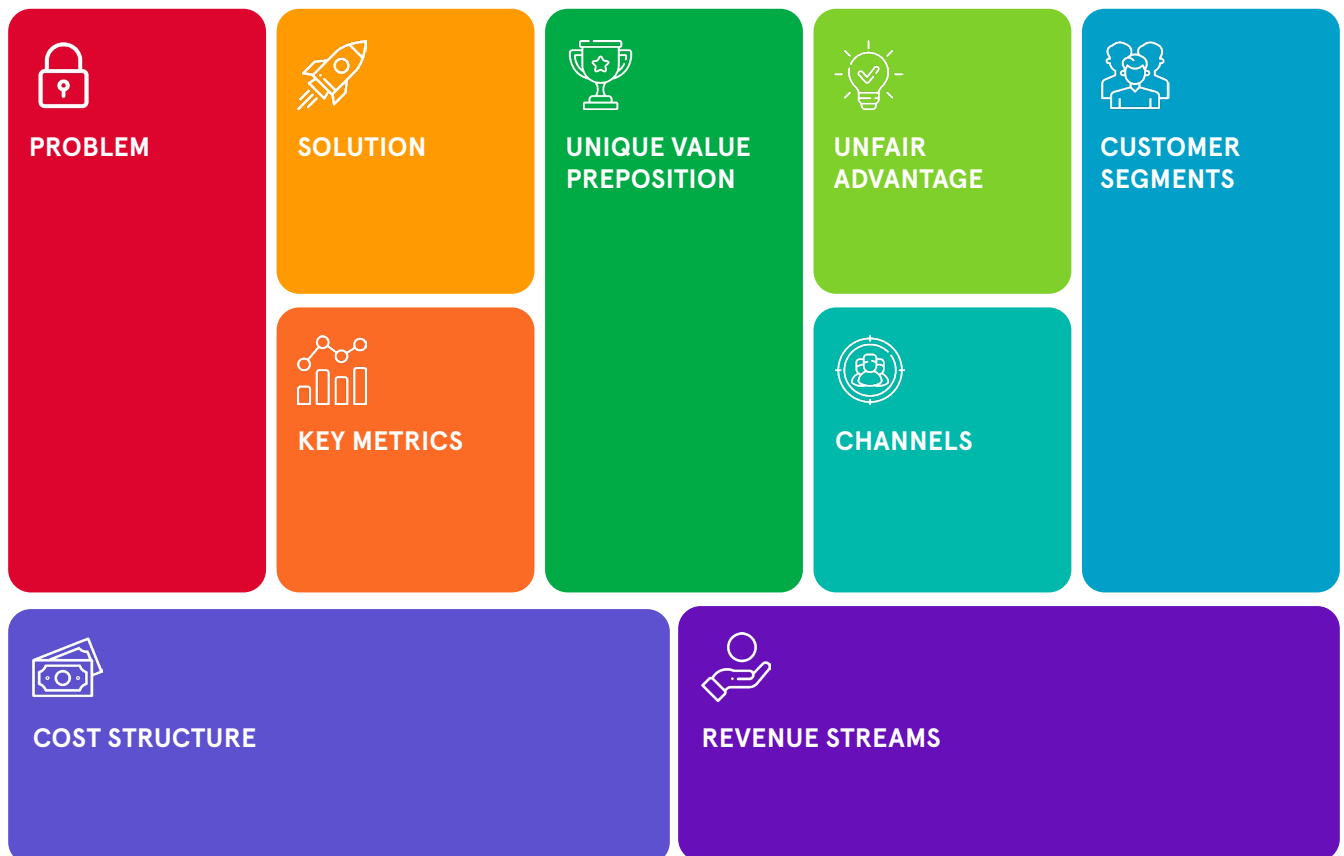 PROBLEM
SOLUTION
UNIQUE VALUE
PREPOSITION
UNFAIR
ADVANTAGE
CUSTOMER
SEGMENTS
KEY METRICS
CHANNELS
COST STRUCTURE
REVENUE STREAMS